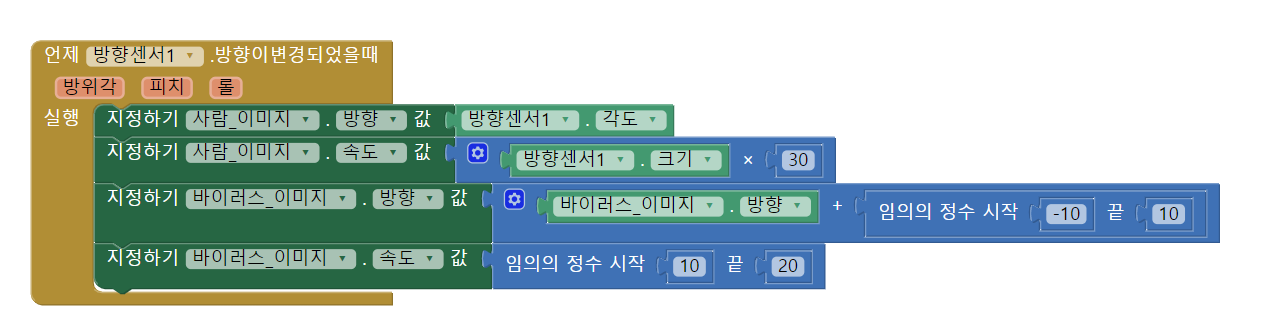 언제 방향센서1 .방향이변경되었을때
방위각 피치 롤
실행 지정하기 사람_이미지 . 방향 값 방향센서1 . 각도
지정하기 사람_이미지 . 속도 값 방향센서1 . 크기 × 30
지정하기 바이러스_이미지 . 방향 값 바이러스_이미지 . 방향 + 임의의 정수 시작 -10 끝 10
지정하기 바이러스_이미지 . 속도 값 임의의 정수 시작 10 끝 20